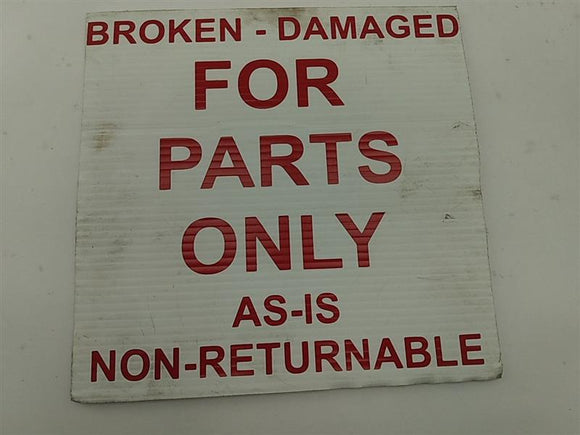 BROKEN - DAMAGED
FOR
PARTS
ONLY
AS-IS
NON-RETURNABLE